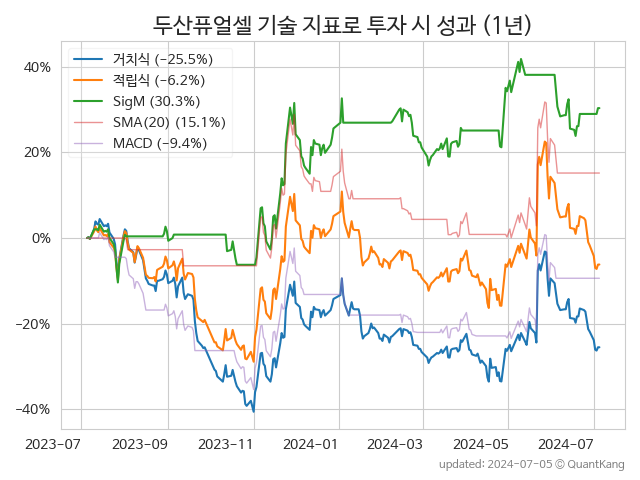 두산퓨얼셀 기술 지표로 투자 시 성과 (1년)
거치식 (−25.5%)
적립식 (−6.2%)
SigM (30.3%)
SMA(20) (15.1%)
MACD (−9.4%)
40%
20%
0%
−20%
−40%
2023−07 2023−09 2023−11 2024−01 2024−03 2024−05 2024−07
updated: 2024-07-05 © QuantKang